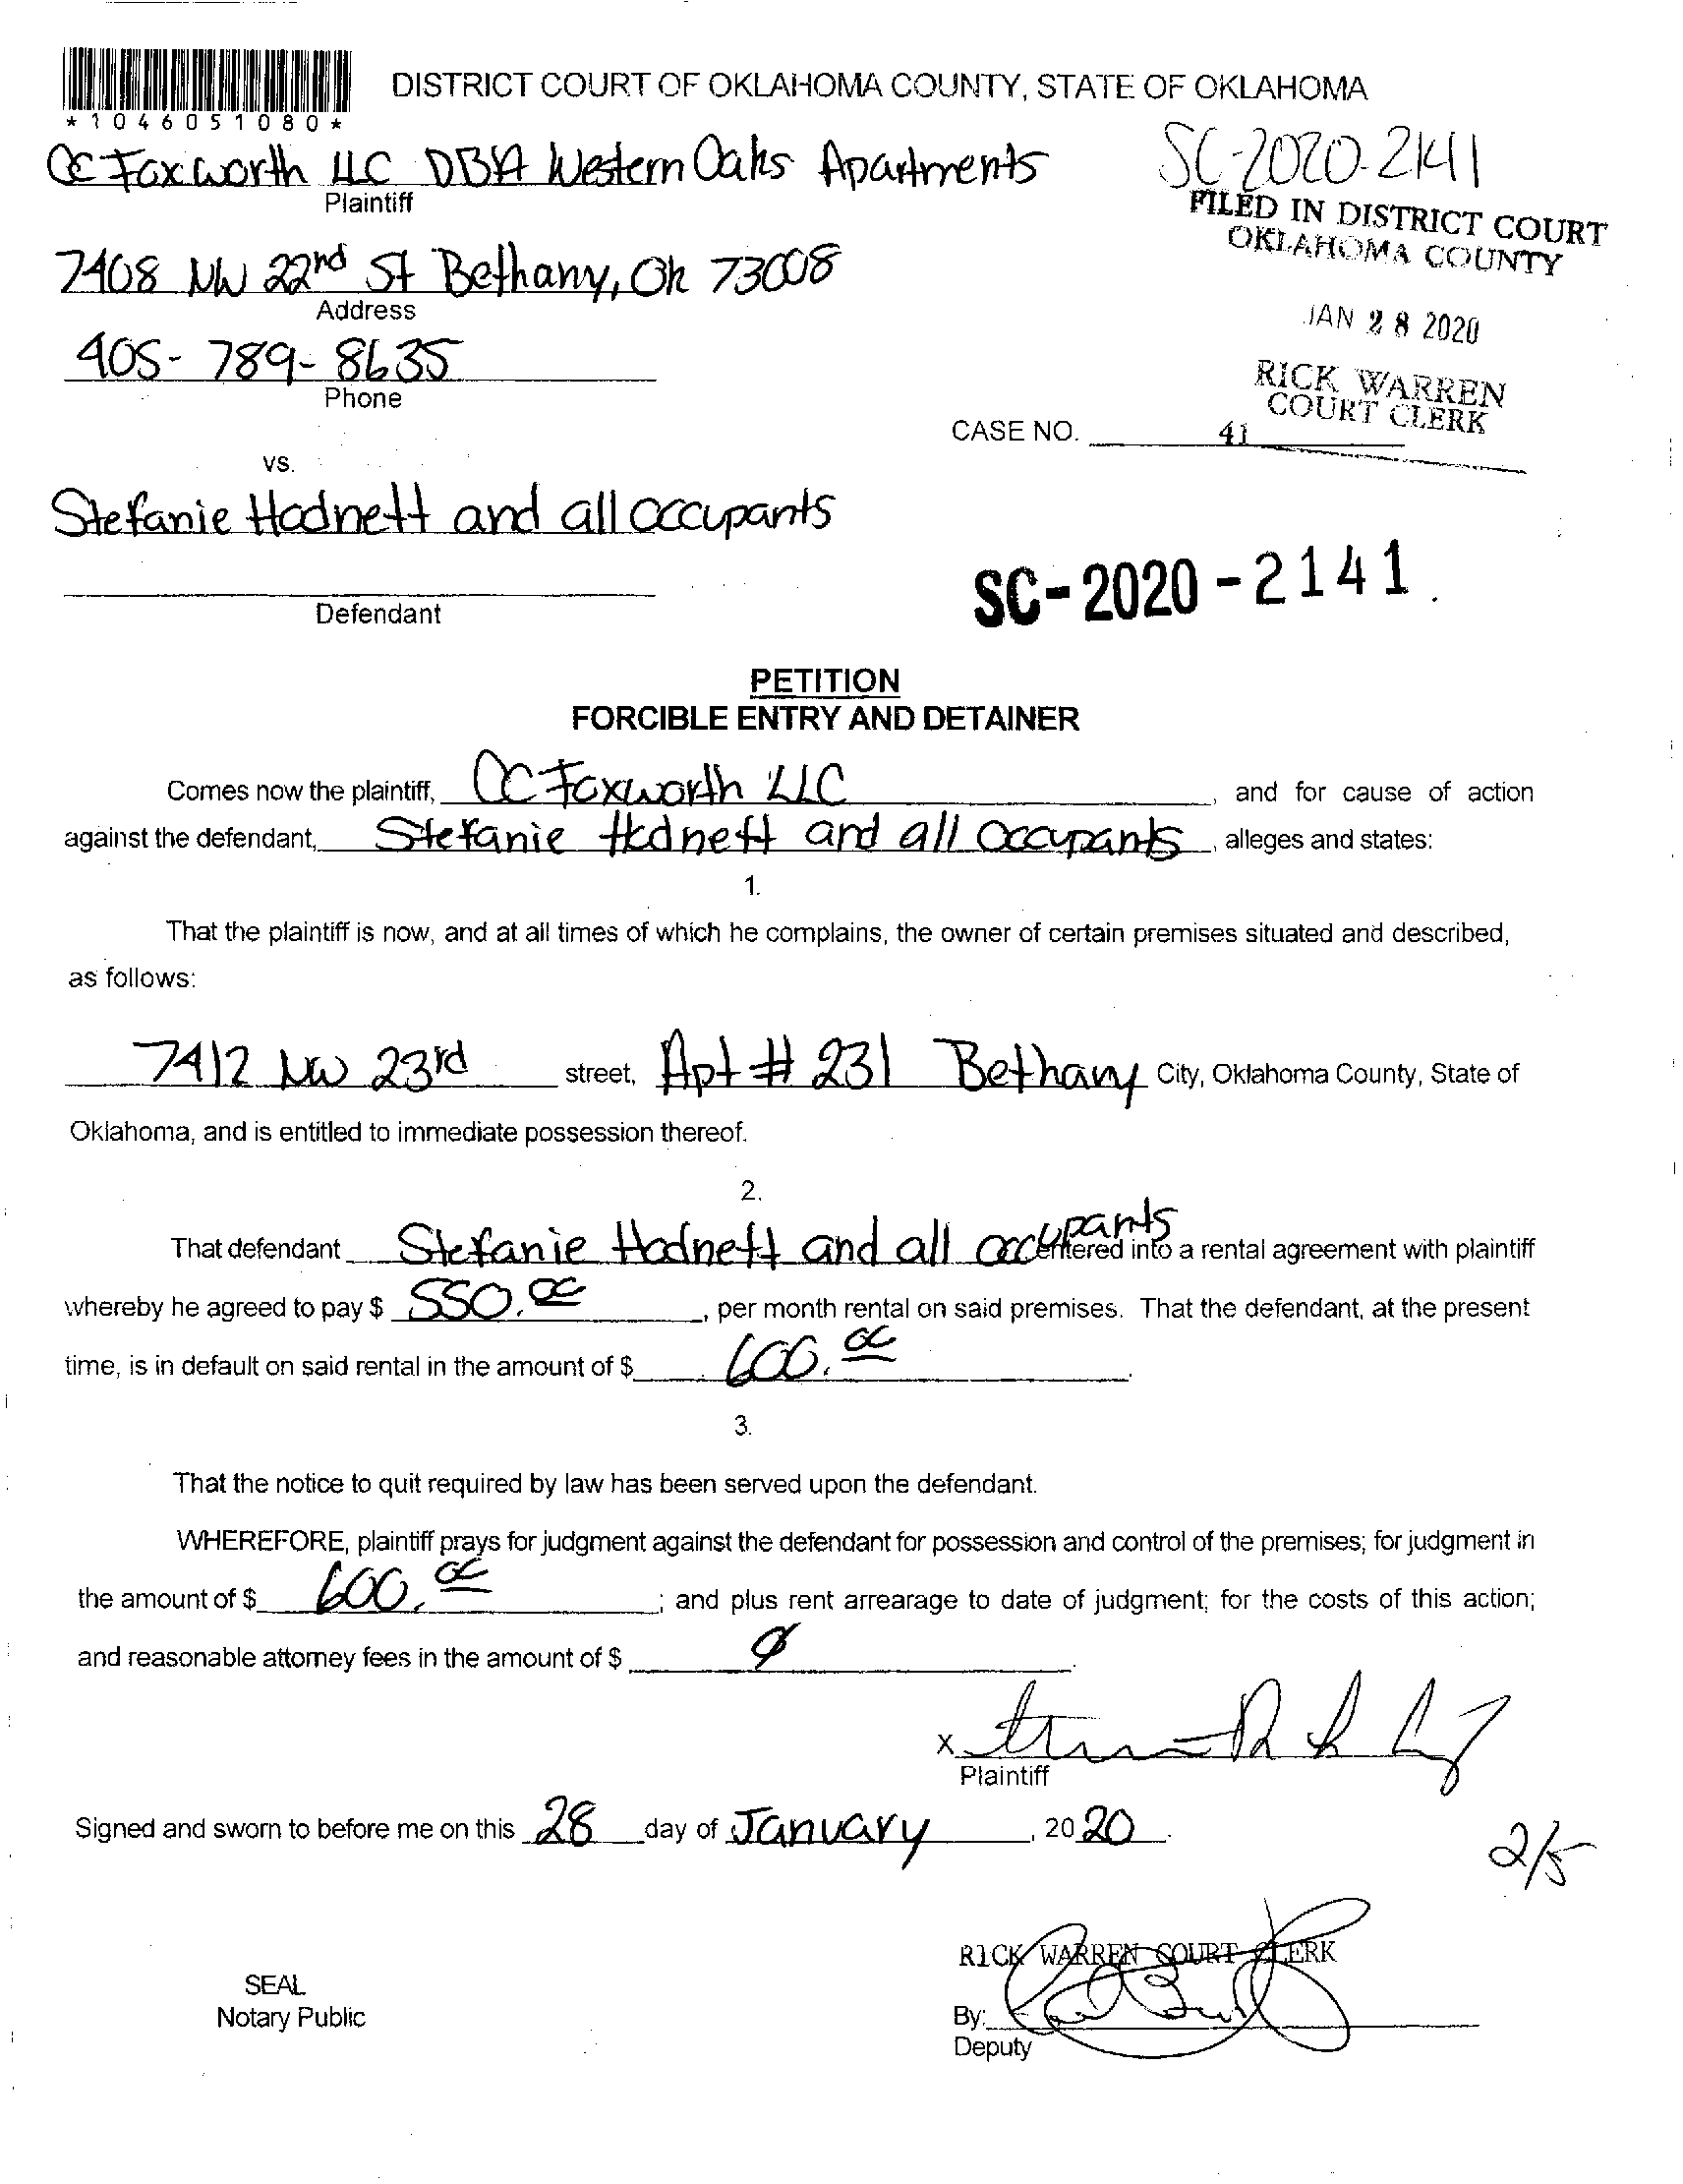 DISTRICT COURT OF OKLAHOMA COUNTY, STATE OF OKLAHOMA
*1046051080*
CC Foxworth LLC DBA Western Oaks Apartments
SC-2020-2141
Plaintiff
FILED IN DISTRICT COURT
OKLAHOMA COUNTY
7408 NW 22nd St Bethany, Ok 73008
Address
JAN 28 2020
405-789-8635
Phone
RICK WARREN
COURT CLERK
CASE NO. 41
vs.
Stefanie Hodnett and all occupants
SC-2020-2141
Defendant
PETITION
FORCIBLE ENTRY AND DETAINER
Comes now the plaintiff, CC Foxworth LLC, and for cause of action
against the defendant, Stefanie Hodnett and all occupants, alleges and states:
1.
That the plaintiff is now, and at all times of which he complains, the owner of certain premises situated and described,
as follows:
7412 NW 23rd street, Apt # 231 Bethany City, Oklahoma County, State of
Oklahoma, and is entitled to immediate possession thereof.
2.
That defendant Stefanie Hodnett and all occupants entered into a rental agreement with plaintiff
whereby he agreed to pay $ 550.00, per month rental on said premises. That the defendant, at the present
time, is in default on said rental in the amount of $ 600.00.
3.
That the notice to quit required by law has been served upon the defendant.
WHEREFORE, plaintiff prays for judgment against the defendant for possession and control of the premises; for judgment in
the amount of $ 600.00; and plus rent arrearage to date of judgment; for the costs of this action;
and reasonable attorney fees in the amount of $ Ø.
X
Plaintiff
Signed and sworn to before me on this 28 day of January, 2020.
2/5
RICK WARREN COURT CLERK
SEAL
Notary Public
By:
Deputy